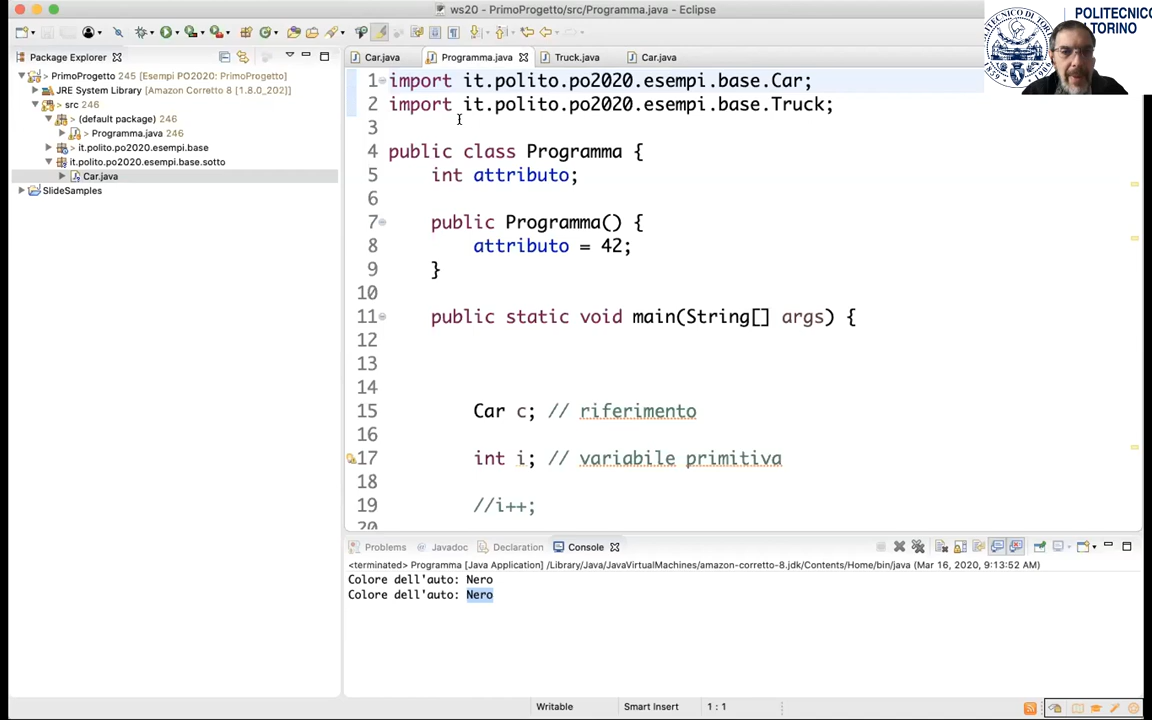 ws20 - PrimoProgetto/src/Programma.java - Eclipse
POLITECNICO
DI TORINO
Package Explorer
PrimoProgetto 245 [Esempi PO2020: PrimoProgetto]
JRE System Library [Amazon Corretto 8 [1.8.0_202]]
src 246
(default package) 246
Programma.java 246
it.polito.po2020.esempi.base
it.polito.po2020.esempi.base.sotto
Car.java
SlideSamples
Car.java Programma.java Truck.java Car.java
1 import it.polito.po2020.esempi.base.Car;
2 import it.polito.po2020.esempi.base.Truck;
3
4 public class Programma {
5 int attributo;
6
7 public Programma() {
8 attributo = 42;
9 }
10
11 public static void main(String[] args) {
12
13
14
15 Car c; // riferimento
16
17 int i; // variabile primitiva
18
19 //i++;
20
Problems Javadoc Declaration Console
<terminated> Programma [Java Application] /Library/Java/JavaVirtualMachines/amazon-corretto-8.jdk/Contents/Home/bin/java (Mar 16, 2020, 9:13:52 AM)
Colore dell'auto: Nero
Colore dell'auto: Nero
Writable Smart Insert 1 : 1